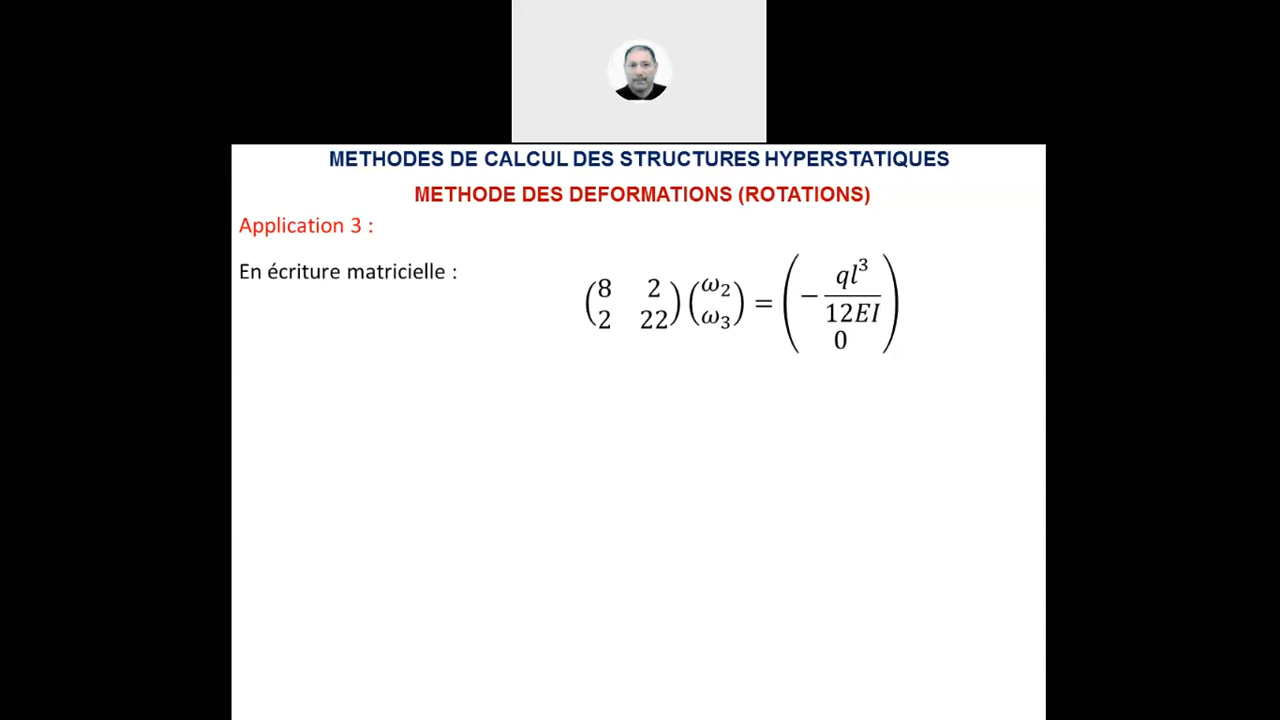 METHODES DE CALCUL DES STRUCTURES HYPERSTATIQUES
METHODE DES DEFORMATIONS (ROTATIONS)
Application 3 :
En écriture matricielle :
(8 2
2 22) (ω₂
ω₃) = (− ql³
12EI
0)